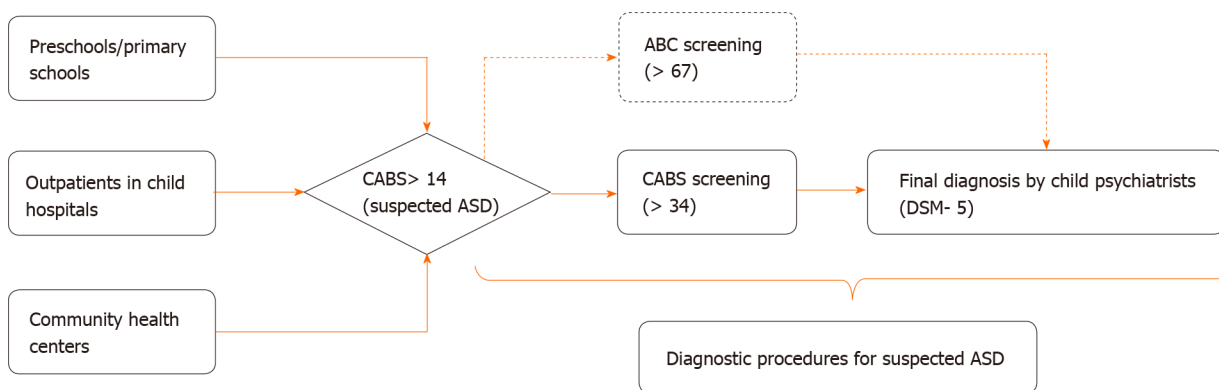 Preschools/primary
schools
Outpatients in child
hospitals
Community health
centers
CABS> 14
(suspected ASD)
ABC screening
(> 67)
CABS screening
(> 34)
Final diagnosis by child psychiatrists
(DSM- 5)
Diagnostic procedures for suspected ASD